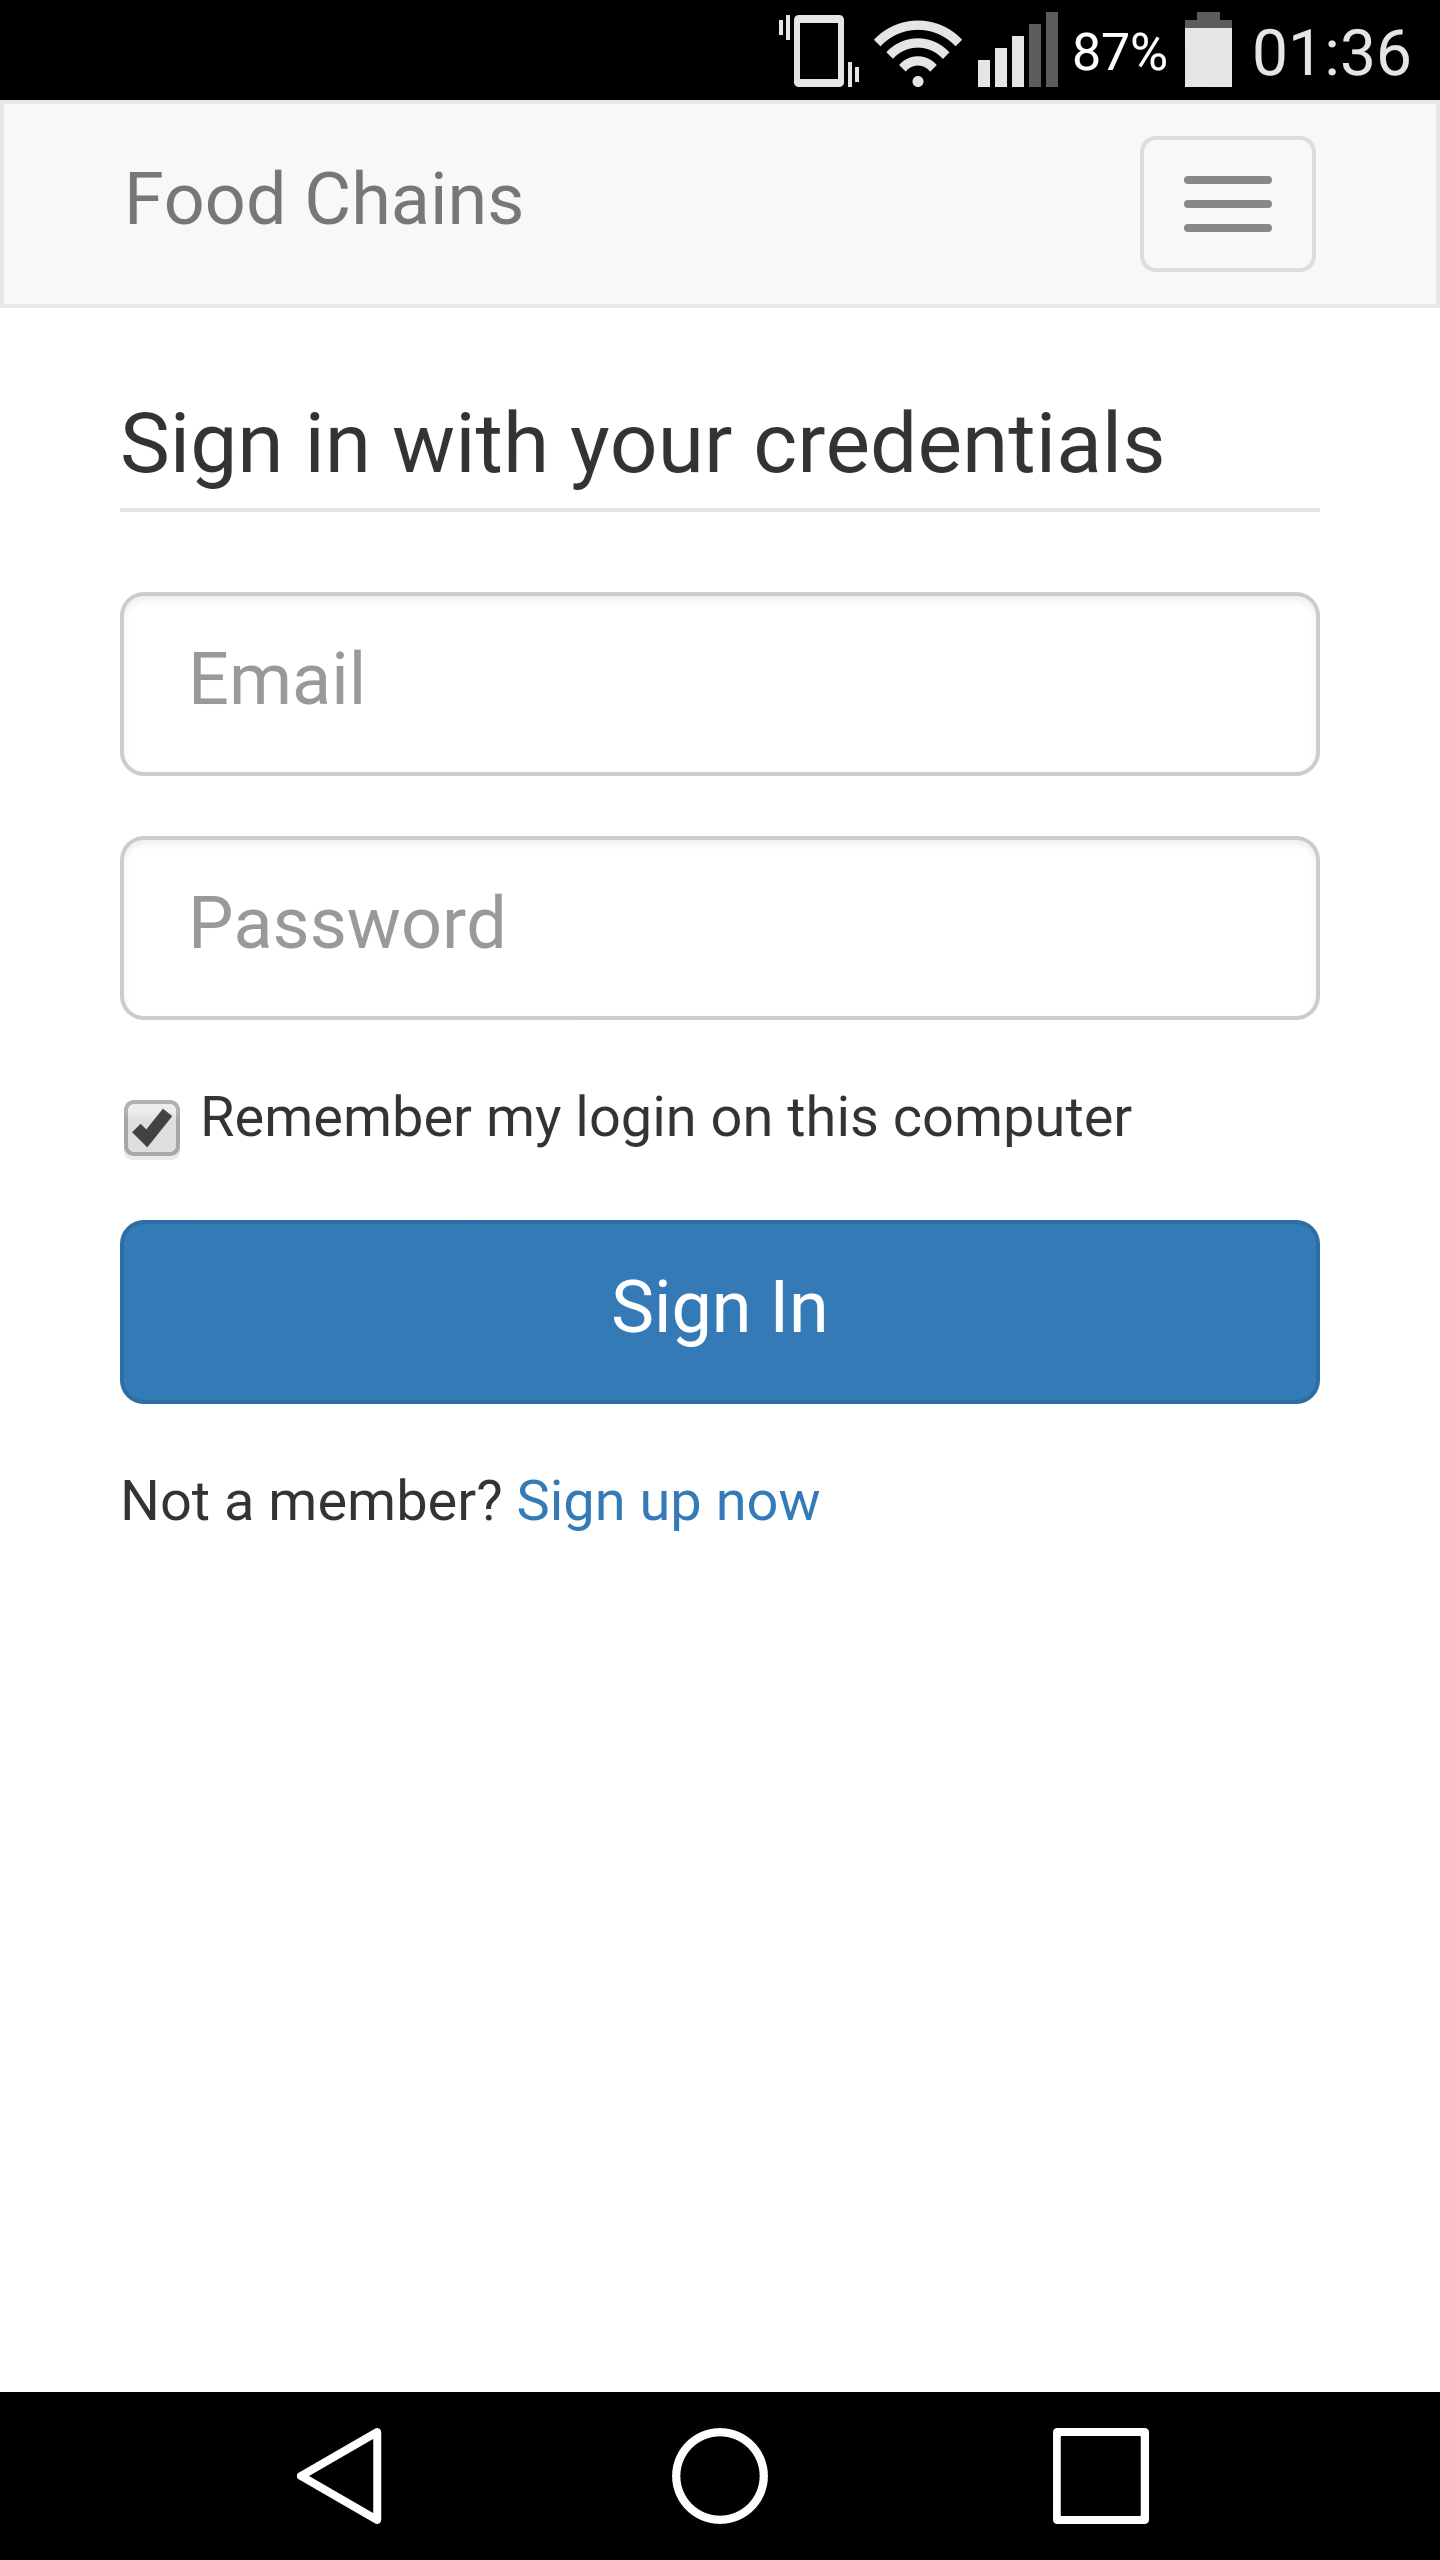 87% 01:36
Food Chains
Sign in with your credentials
Email
Password
Remember my login on this computer
Sign In
Not a member? Sign up now